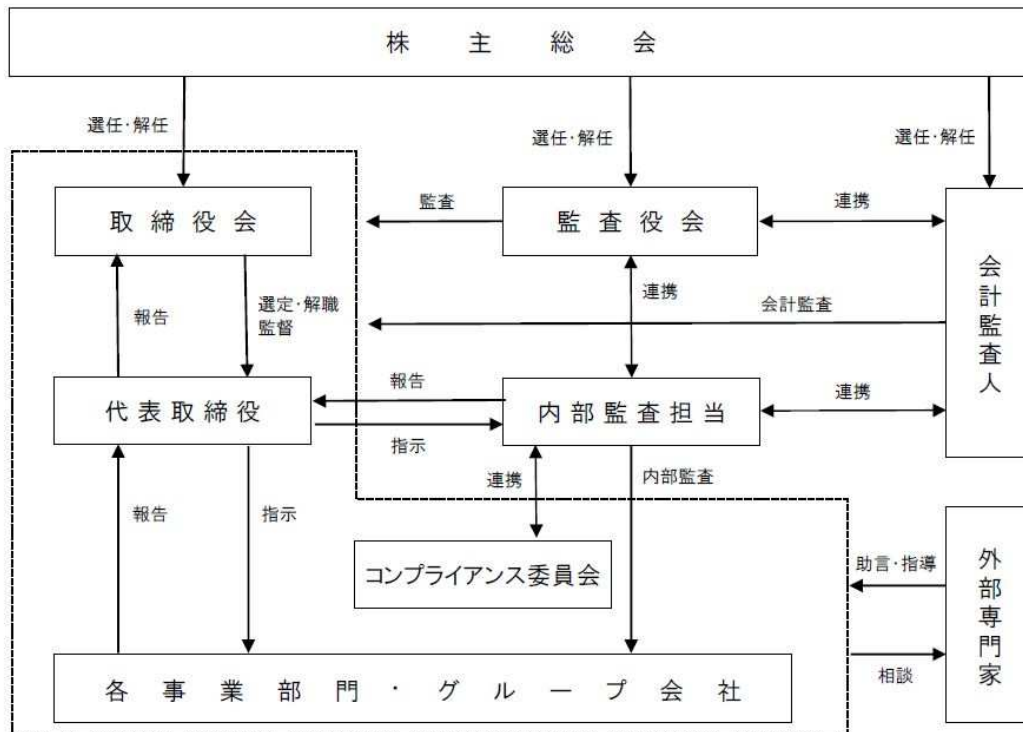 株主総会
選任・解任
選任・解任
選任・解任
取締役会
監査
監査役会
連携
会計監査人
報告
選定・解職
監督
連携
会計監査
代表取締役
報告
指示
内部監査担当
連携
報告
指示
連携
内部監査
コンプライアンス委員会
助言・指導
外部専門家
相談
各事業部門・グループ会社